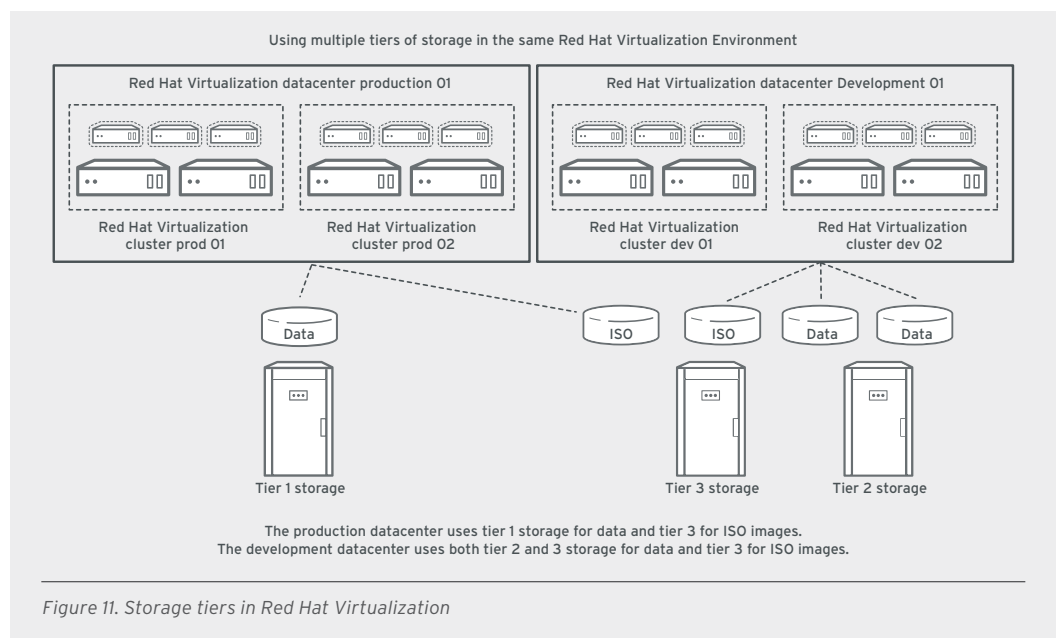 Using multiple tiers of storage in the same Red Hat Virtualization Environment
Red Hat Virtualization datacenter production 01
Red Hat Virtualization datacenter Development 01
Red Hat Virtualization
cluster prod 01
Red Hat Virtualization
cluster prod 02
Red Hat Virtualization
cluster dev 01
Red Hat Virtualization
cluster dev 02
Data
ISO
ISO
Data
Data
Tier 1 storage
Tier 3 storage
Tier 2 storage
The production datacenter uses tier 1 storage for data and tier 3 for ISO images.
The development datacenter uses both tier 2 and 3 storage for data and tier 3 for ISO images.
Figure 11. Storage tiers in Red Hat Virtualization